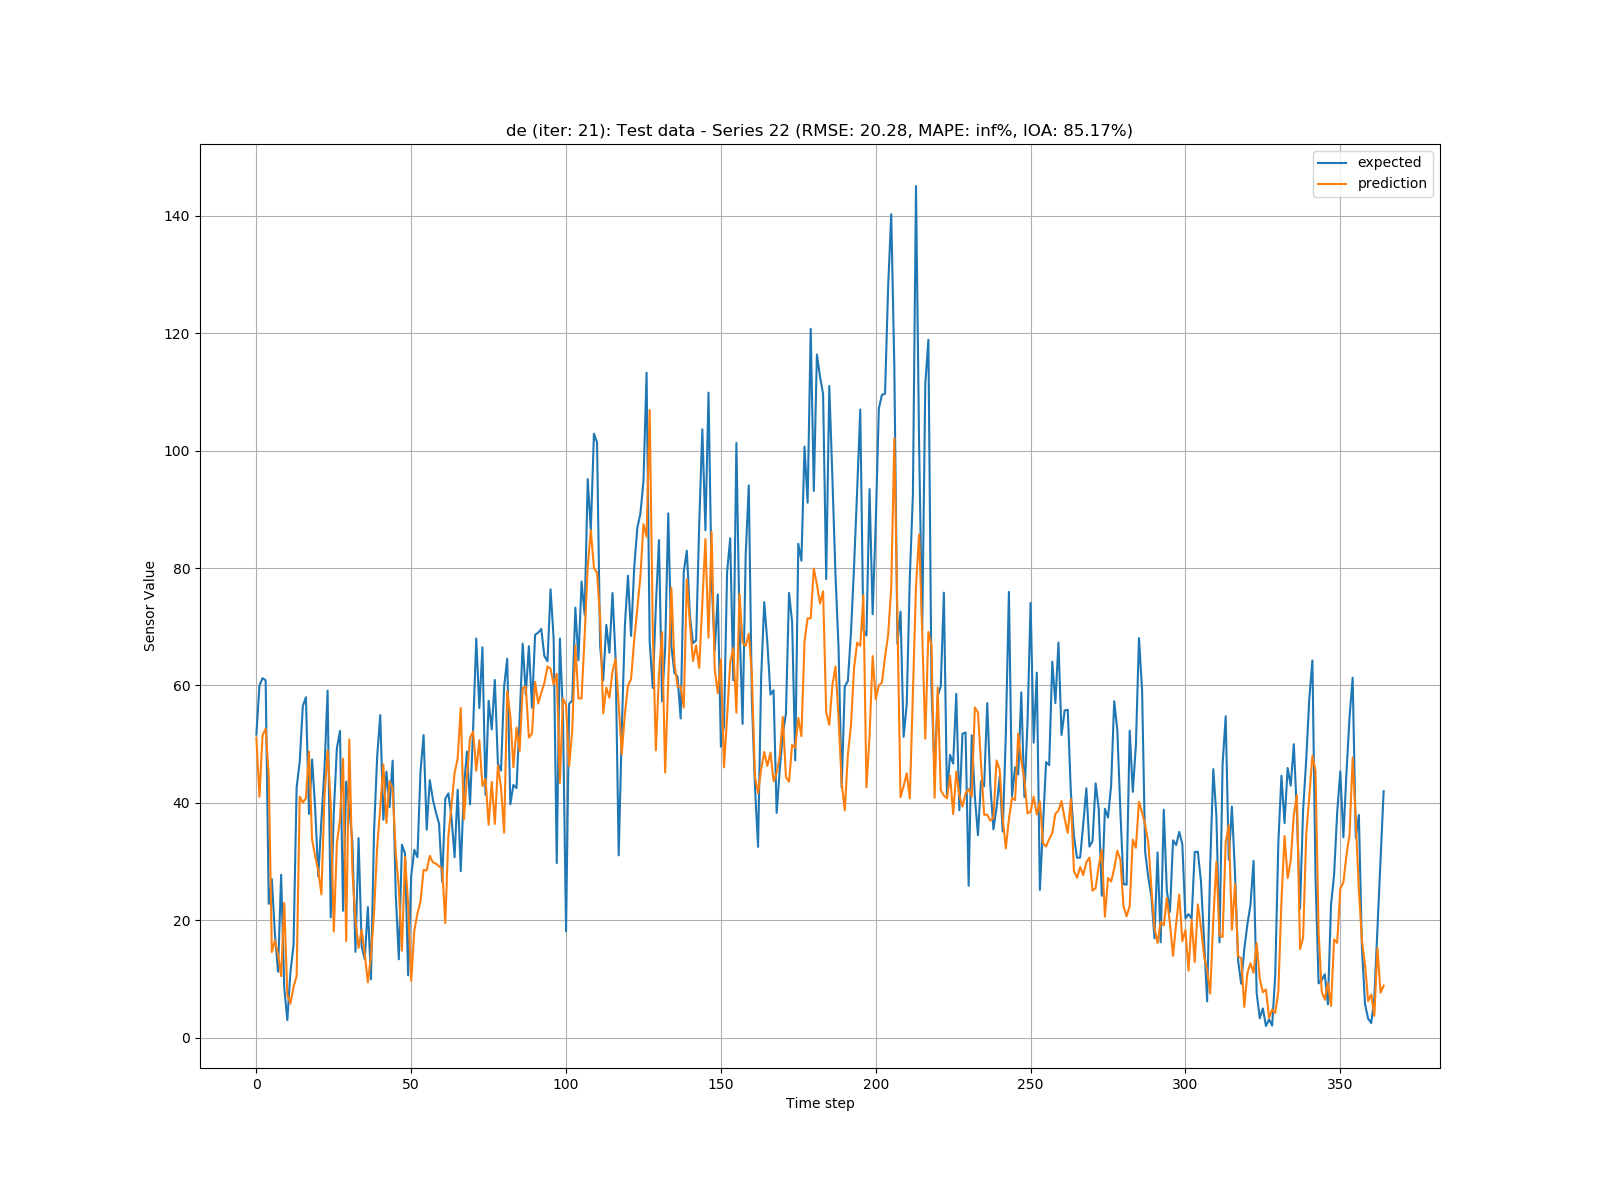 de (iter: 21): Test data - Series 22 (RMSE: 20.28, MAPE: inf%, IOA: 85.17%)
expected
prediction
140
120
100
80
60
40
20
0
Sensor Value
0 50 100 150 200 250 300 350
Time step